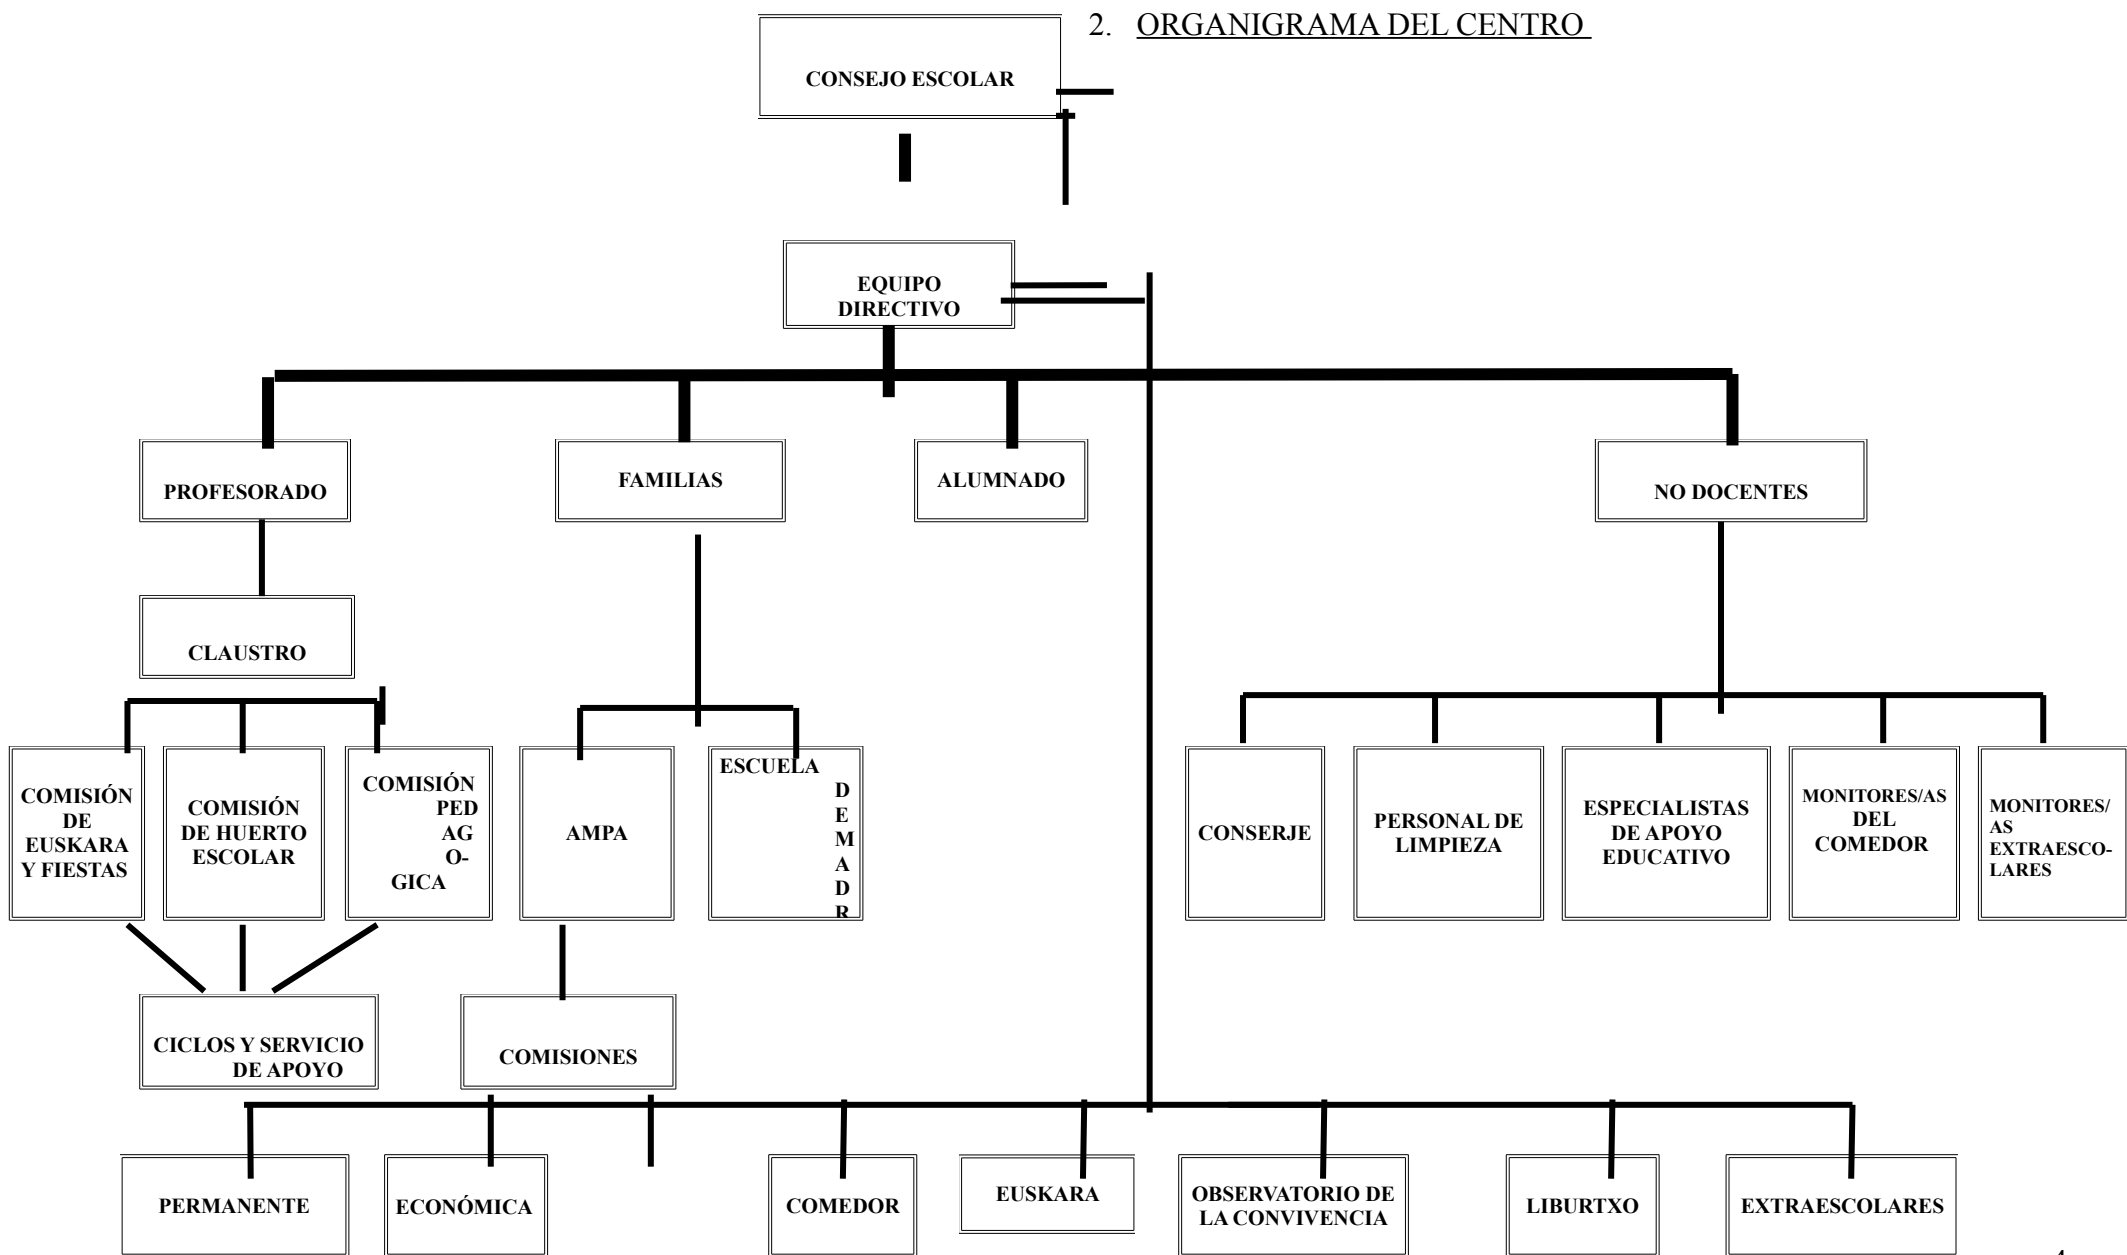 2. ORGANIGRAMA DEL CENTRO
CONSEJO ESCOLAR
EQUIPO
DIRECTIVO
PROFESORADO
FAMILIAS
ALUMNADO
NO DOCENTES
CLAUSTRO
COMISIÓN
DE
EUSKARA
Y FIESTAS
COMISIÓN
DE HUERTO
ESCOLAR
COMISIÓN
PED
AG
O-
GICA
AMPA
ESCUELA
D
E
M
A
D
R
CONSERJE
PERSONAL DE
LIMPIEZA
ESPECIALISTAS
DE APOYO
EDUCATIVO
MONITORES/AS
DEL
COMEDOR
MONITORES/
AS
EXTRAESCO-
LARES
CICLOS Y SERVICIO
DE APOYO
COMISIONES
PERMANENTE
ECONÓMICA
COMEDOR
EUSKARA
OBSERVATORIO DE
LA CONVIVENCIA
LIBURTXO
EXTRAESCOLARES